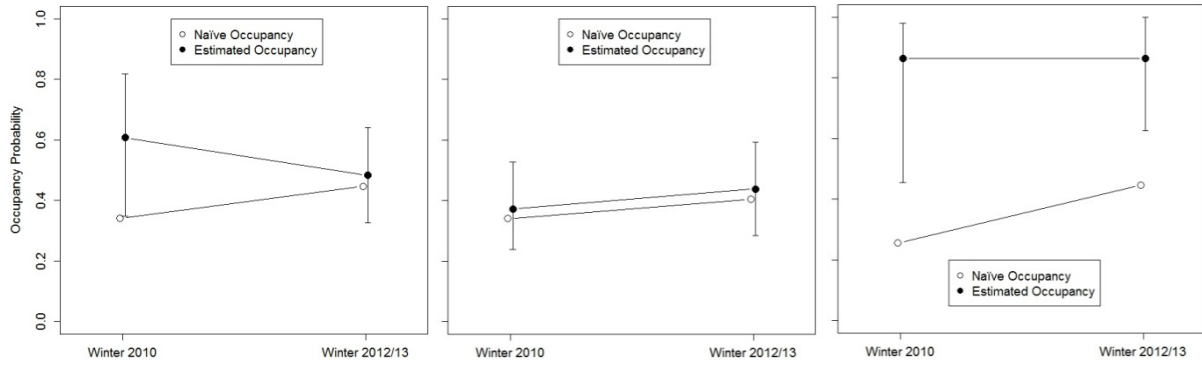 Occupancy Probability
1.0
0.8
0.6
0.4
0.2
0.0
Naïve Occupancy
Estimated Occupancy
Winter 2010
Winter 2012/13
Naïve Occupancy
Estimated Occupancy
Winter 2010
Winter 2012/13
Naïve Occupancy
Estimated Occupancy
Winter 2010
Winter 2012/13